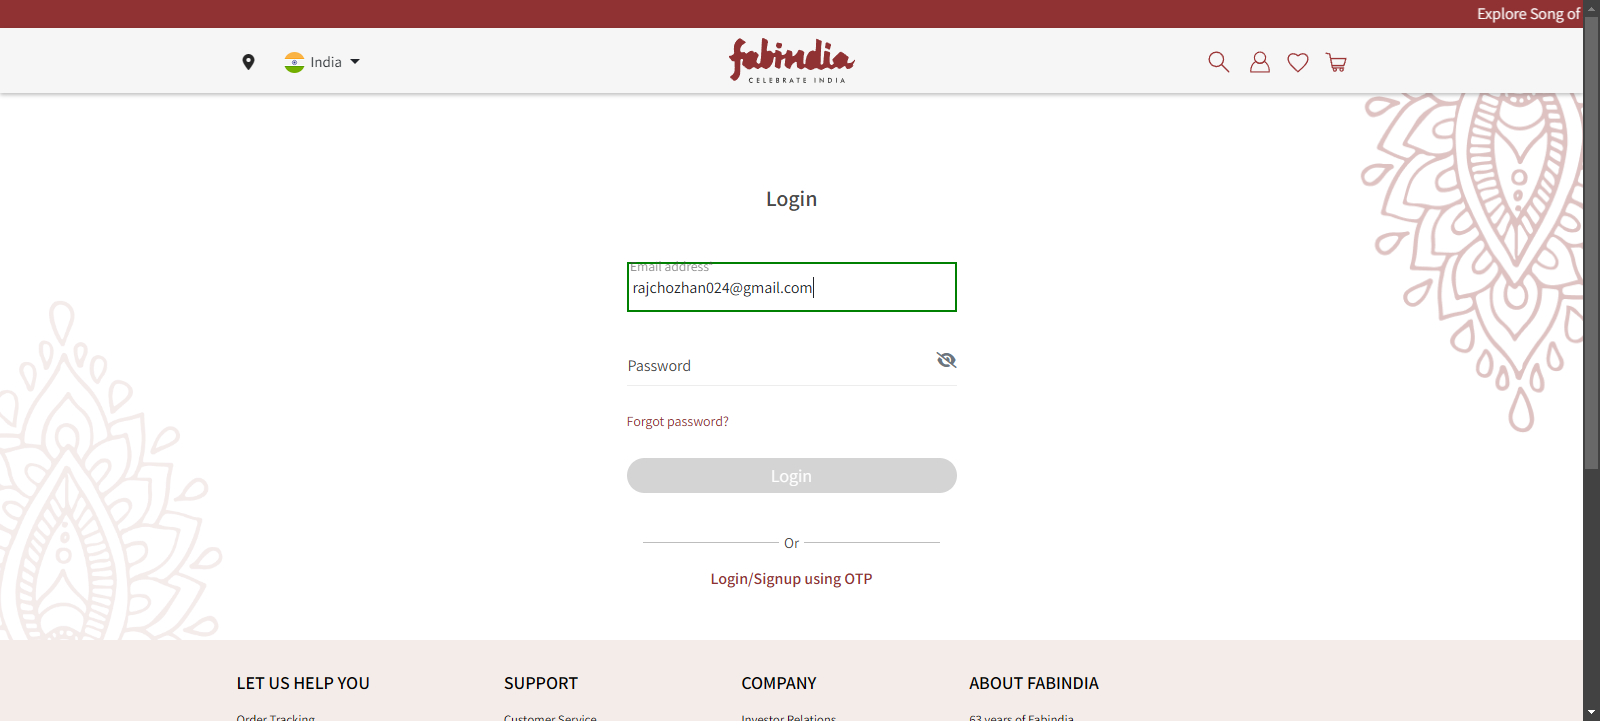 Explore Song of
India
fabindia
CELEBRATE INDIA
Login
Email address*
rajchozhan024@gmail.com
Password
Forgot password?
Login
Or
Login/Signup using OTP
LET US HELP YOU
SUPPORT
COMPANY
ABOUT FABINDIA
Order Tracking
Customer Service
Investor Relations
63 years of Fabindia